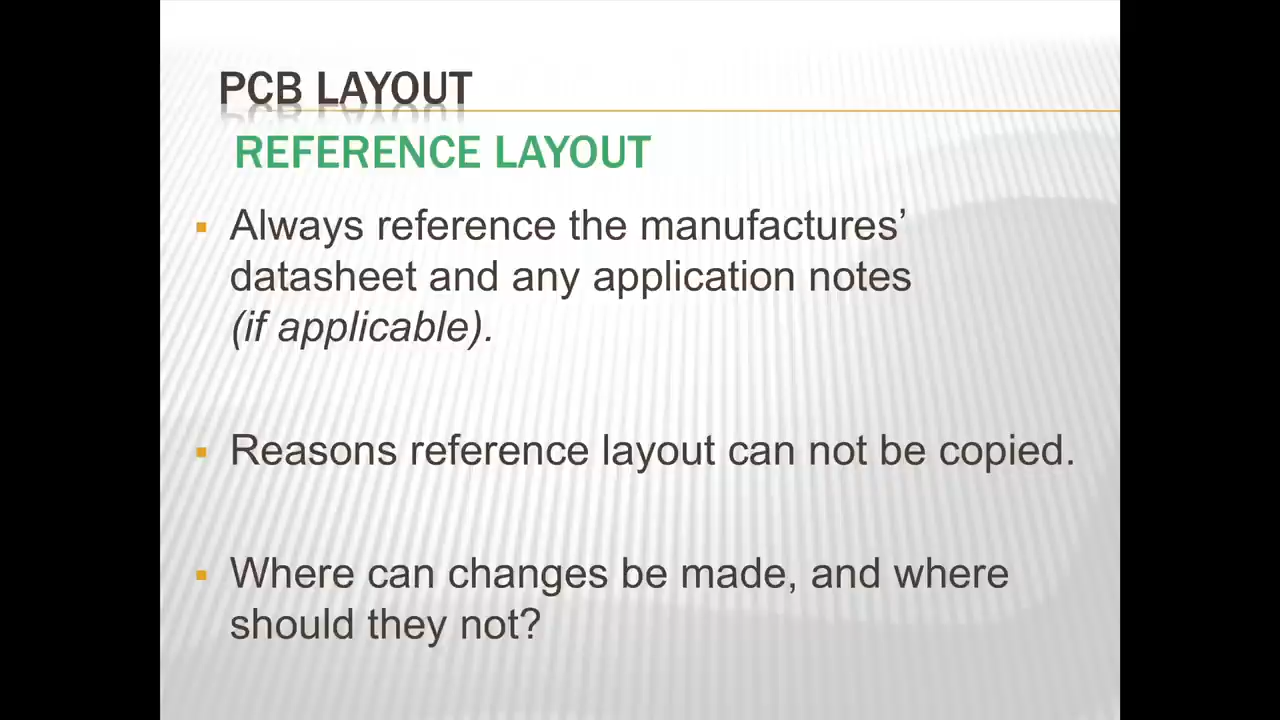 PCB LAYOUT
REFERENCE LAYOUT
▪ Always reference the manufactures’
datasheet and any application notes
(if applicable).
▪ Reasons reference layout can not be copied.
▪ Where can changes be made, and where
should they not?